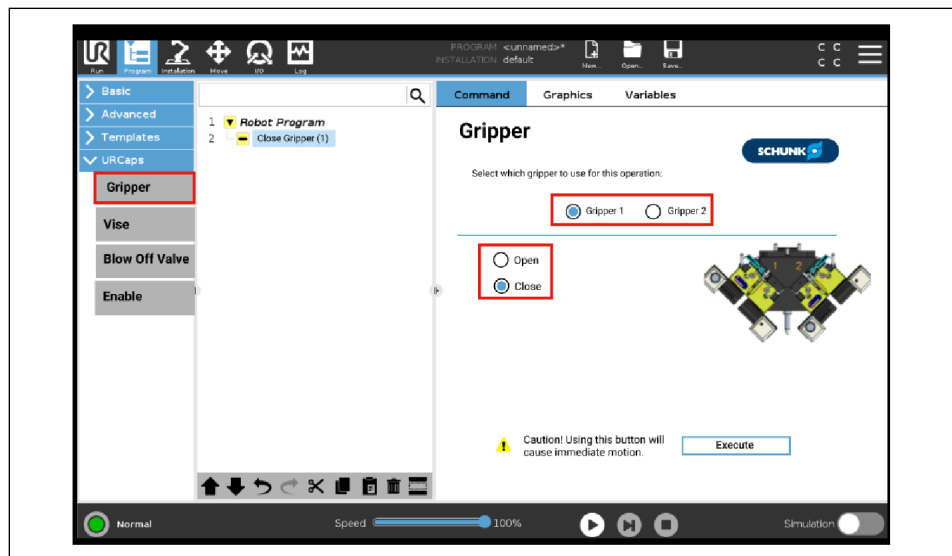 UR
PROGRAM <unnamed>*
INSTALLATION default
Run Program Installation Move I/O Log
New... Open... Save...
C C
C C
Basic
Advanced
Templates
URCaps
Gripper
Vise
Blow Off Valve
Enable
1 Robot Program
2 Close Gripper (1)
Command Graphics Variables
Gripper
SCHUNK
Select which gripper to use for this operation:
Gripper 1 Gripper 2
Open
Close
1 2
Caution! Using this button will
cause immediate motion.
Execute
Normal
Speed 100%
Simulation